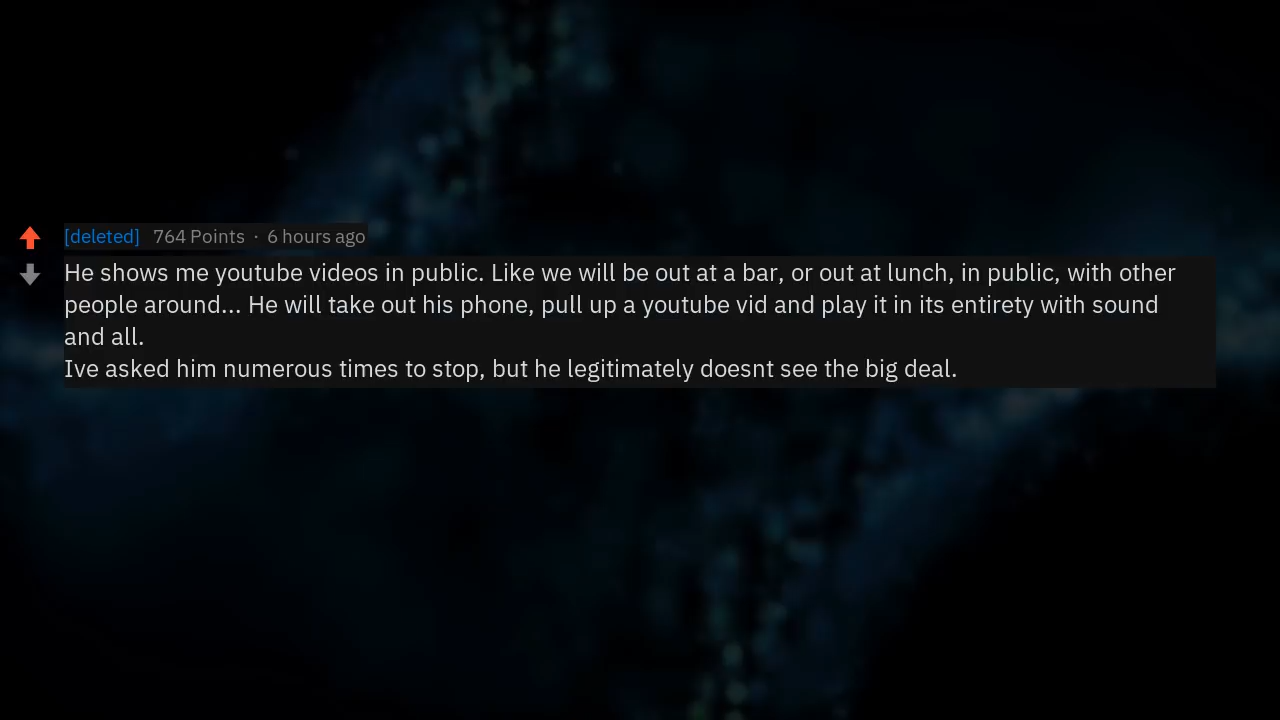 [deleted] 764 Points · 6 hours ago
He shows me youtube videos in public. Like we will be out at a bar, or out at lunch, in public, with other
people around... He will take out his phone, pull up a youtube vid and play it in its entirety with sound
and all.
Ive asked him numerous times to stop, but he legitimately doesnt see the big deal.